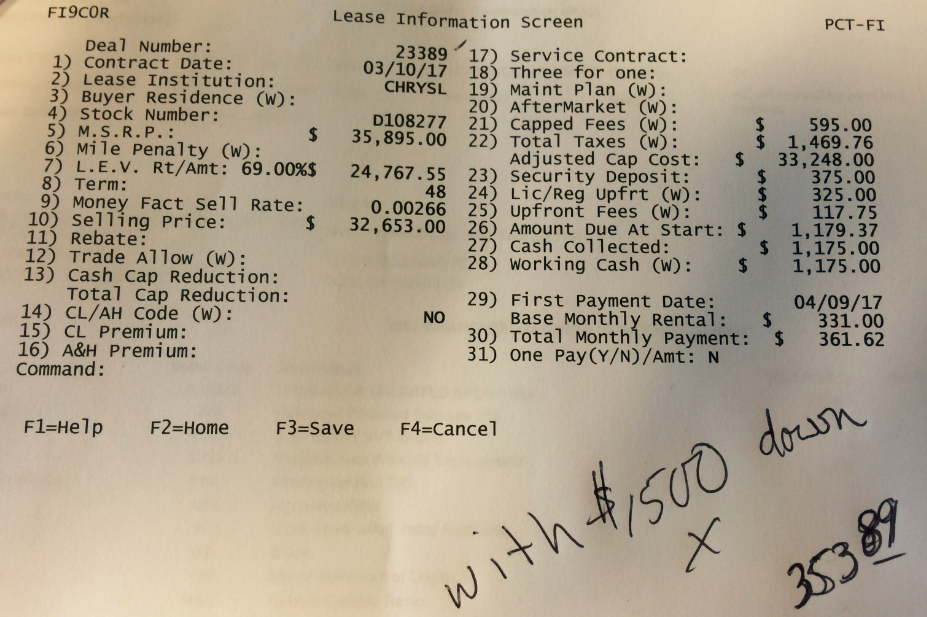 FI9COR Lease Information Screen PCT-FI
Deal Number: 23389
1) Contract Date: 03/10/17
2) Lease Institution: CHRYSL
3) Buyer Residence (W):
4) Stock Number: D108277
5) M.S.R.P.: $ 35,895.00
6) Mile Penalty (W):
7) L.E.V. Rt/Amt: 69.00%$ 24,767.55
8) Term: 48
9) Money Fact Sell Rate: 0.00266
10) Selling Price: $ 32,653.00
11) Rebate:
12) Trade Allow (W):
13) Cash Cap Reduction:
Total Cap Reduction:
14) CL/AH Code (W): NO
15) CL Premium:
16) A&H Premium:
Command:
17) Service Contract:
18) Three for one:
19) Maint Plan (W):
20) AfterMarket (W):
21) Capped Fees (W): $ 595.00
22) Total Taxes (W): $ 1,469.76
Adjusted Cap Cost: $ 33,248.00
23) Security Deposit: $ 375.00
24) Lic/Reg Upfrt (W): $ 325.00
25) Upfront Fees (W): $ 117.75
26) Amount Due At Start: $ 1,179.37
27) Cash Collected: $ 1,175.00
28) Working Cash (W): $ 1,175.00
29) First Payment Date: 04/09/17
Base Monthly Rental: $ 331.00
30) Total Monthly Payment: $ 361.62
31) One Pay(Y/N)/Amt: N
F1=Help F2=Home F3=Save F4=Cancel
with $1,500 down
X
353 89